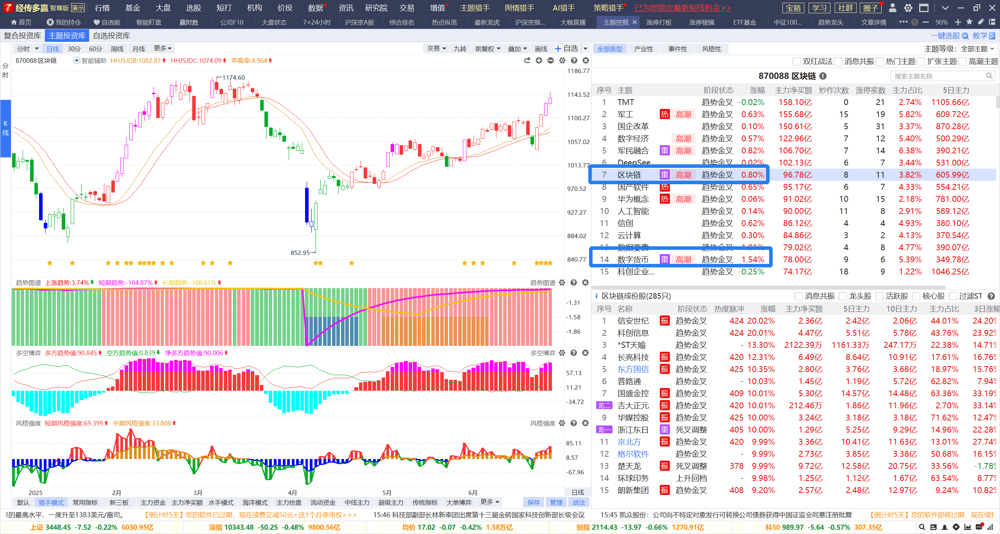 经传多赢 智尊版 演示 行情 基金 大盘 选股 短打 机构 价投 数据 资讯 研究院 交易 增值 主题猎手 舆情猎手 AI猎手 策略猎手 已为您锁定最新短线机会>> 宝箱 学习 社群 圈子
首页 我的持仓 自选股 智能盯盘 赢时胜 公司F10 大盘状态 7×24小时 沪深京A股 综合排名 热点纵览 最新龙虎 沪深京指... 大咖直播 主题挖掘 涨停打板 涨停棱镜 ETF基金 中证100... 趋势龙头 文章详情 90%
复合投资库 主题投资库 自选投资库 一键选股 教学
分时 日线 30分 60分 周线 月线 更多 交易 九转 前复权 叠加 画线 自选 全部类型 产业性 事件性 风格性 主题等级: 全部主题
分时
K线
870088 区块链 智能辅助 HHJSJDB:1082.87 HHJSJDC:1074.09 乖离率:4.964
双红战法 消息共振 热门主题 扩张主题 高潮主题
870088 区块链 搜索主题名称
1174.60
852.95
1186.77
1143.52
1100.27
1057.02
1013.77
970.52
927.27
884.02
840.77
序号 主题 阶段状态 涨幅 主力净买额 炒作次数 涨停家数 主力占比 5日主力
1 TMT 趋势金叉 -0.02% 158.10亿 0 21 2.74% 1105.66亿
2 军工 热 高潮 趋势金叉 0.63% 155.68亿 15 19 5.82% 609.72亿
3 国企改革 趋势金叉 0.10% 150.61亿 5 31 3.37% 870.28亿
4 数字经济 高潮 趋势金叉 0.57% 122.96亿 7 12 5.40% 500.29亿
5 军民融合 重 高潮 趋势金叉 0.82% 106.70亿 7 14 6.38% 390.21亿
6 DeepSee 趋势金叉 0.02% 102.13亿 6 7 3.44% 531.00亿
7 区块链 重 高潮 趋势金叉 0.80% 96.78亿 8 11 3.82% 605.99亿
8 国产软件 热 趋势金叉 0.65% 95.17亿 6 7 4.33% 554.21亿
9 华为概念 热 高潮 趋势金叉 0.06% 91.02亿 10 15 2.18% 781.00亿
10 人工智能 趋势金叉 0.14% 90.00亿 11 8 2.91% 589.12亿
11 信创 趋势金叉 0.62% 86.12亿 4 4 4.93% 380.10亿
12 云计算 趋势金叉 0.30% 84.86亿 3 2 4.13% 370.54亿
13 数据要素 趋势金叉 1.01% 79.02亿 4 8 4.77% 390.07亿
14 数字货币 重 高潮 趋势金叉 1.54% 78.00亿 9 6 5.39% 349.78亿
15 科创企业... 趋势金叉 -0.25% 74.17亿 18 9 1.22% 1046.25亿
趋势图谱 上涨趋势:3.74% 短期趋势:-104.87% 长期趋势:-108.61% 趋势图谱
-1.31
-1.58
-1.86
多空博弈 多方趋势值:90.845 空方趋势值:0.839 净多方趋势值:90.006 多空博弈
57.13
11.21
-34.72
风格强度 短期风格强度:69.399 中期风格强度:33.808 风格强度
85.11
8.57
-67.96
2025 2月 3月 4月 5月 6月 日线
区块链成份股(285只) 消息共振 龙头股 活跃股 核心股 过滤ST
序号 名称 阶段状态 热度脉冲 涨幅 主力净买额 5日主力 10日主力 主力占比 3日涨幅
1 信安世纪 振 趋势金叉 424 20.02% 2.36亿 2.42亿 2.06亿 44.01% 24.20%
2 科创信息 趋势金叉 424 20.01% 4.47亿 5.51亿 5.78亿 43.76% 23.92%
3 *ST天喻 趋势金叉 - 13.30% 2122.39万 1161.33万 247.17万 22.38% 14.71%
4 长亮科技 振 趋势金叉 420 12.31% 6.49亿 8.64亿 10.91亿 17.61% 16.76%
5 东方国信 振 趋势金叉 425 10.35% 2.80亿 3.76亿 3.68亿 18.97% 15.76%
6 普路通 趋势金叉 - 10.03% 1.45亿 1.19亿 5.72亿 62.82% 7.94%
7 国盛金控 振 趋势金叉 409 10.01% 5.30亿 14.57亿 14.48亿 63.36% 33.19%
龙二 吉大正元 振 趋势金叉 420 10.01% 212.46万 1.86亿 11.96亿 2.70% 33.14%
9 华媒控股 振 趋势金叉 425 10.00% 3.24亿 3.18亿 3.18亿 71.62% 12.47%
龙一 浙江东日 重 死叉调整 405 10.00% 1.29亿 5.25亿 9.29亿 14.96% 22.28%
11 京北方 振 趋势金叉 420 9.99% 3.36亿 10.41亿 11.63亿 13.01% 27.74%
12 格尔软件 趋势金叉 - 9.99% 2.73亿 3.85亿 3.38亿 50.68% 16.15%
13 楚天龙 振 死叉调整 378 9.99% 9.72亿 12.58亿 20.75亿 33.56% -1.78%
14 环球印务 上升回档 - 9.98% 1.25亿 1.12亿 1.67亿 63.54% 8.77%
15 朗新集团 振 趋势金叉 408 9.20% 2.57亿 2.48亿 12.97亿 9.24% 10.82%
默认 猎手模式 常用指标 新三板 主力资金 主力净买额 水手模式 海洋模式 主力控盘 流动资金 中线主力 超级主力 传统指标 大单博弈 更多 保存 管理 战法
来的最高水平，一度升至1383美元/盎司。 【倒计时5天】您的软件已过期，现在续费立减50元+送1个月使用权>>> 15:46 科技部副部长林新率团出席第十三届金砖国家科技创新部长级会议 15:45 凯众股份：公司向不特定对象发行可转换公司债券获得中国证监会同意注册批复 【倒计时5天】您的软件即将过期，现在续费
上证 3448.45 -7.52 -0.22% 6030.95亿 深指 10343.48 -50.25 -0.48% 9800.56亿 均价 17.02 -0.07 -0.42% 1.58万亿 创指 2114.43 -13.97 -0.66% 1270.91亿 科50 989.97 -5.64 -0.57% 307.35亿